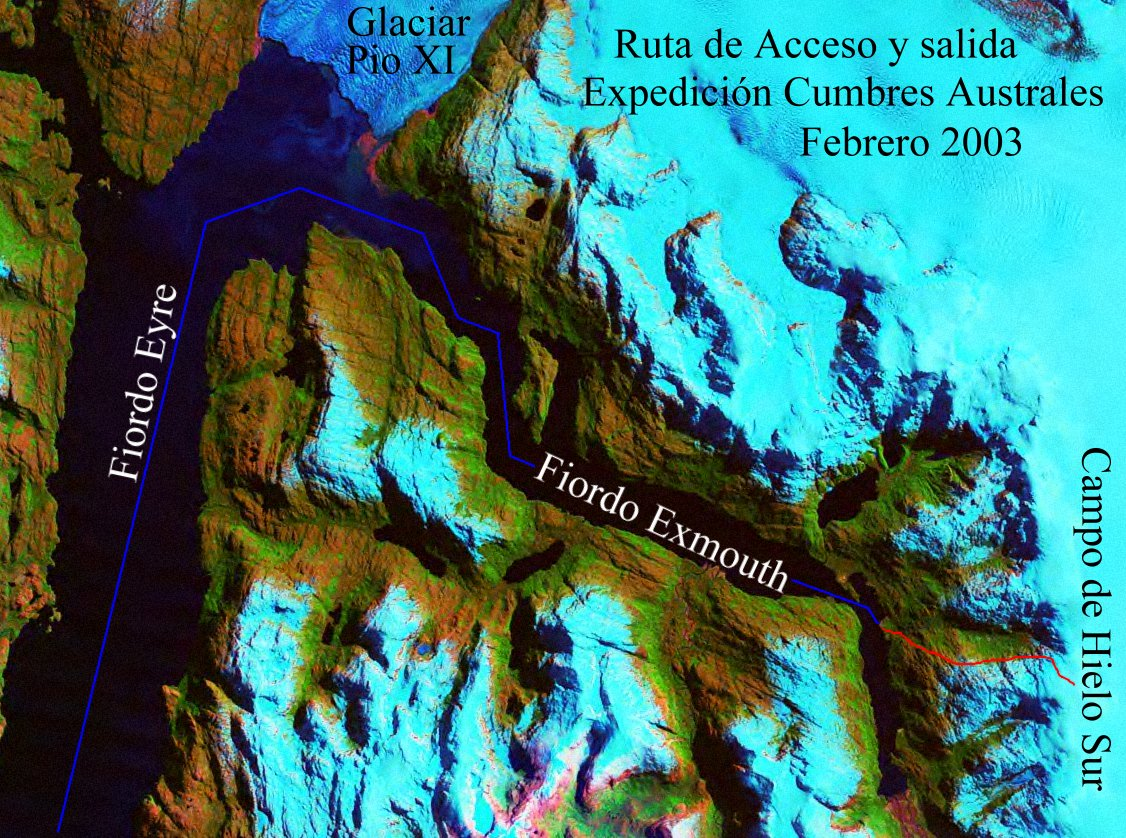 Glaciar
Pio XI
Ruta de Acceso y salida
Expedición Cumbres Australes
Febrero 2003
Fiordo Eyre
Fiordo Exmouth
Campo de Hielo Sur